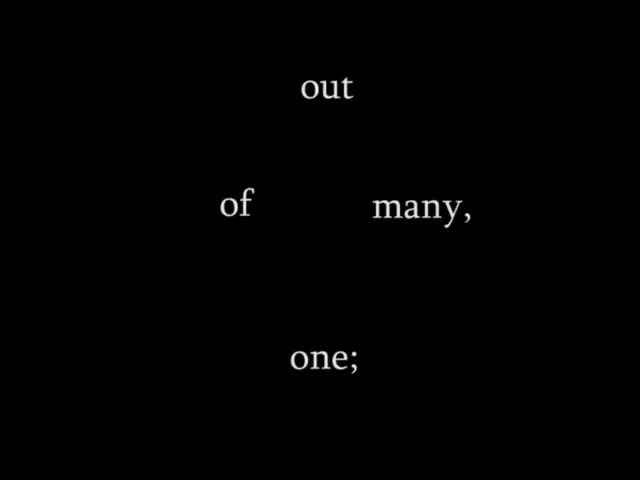 out
of many,
one;